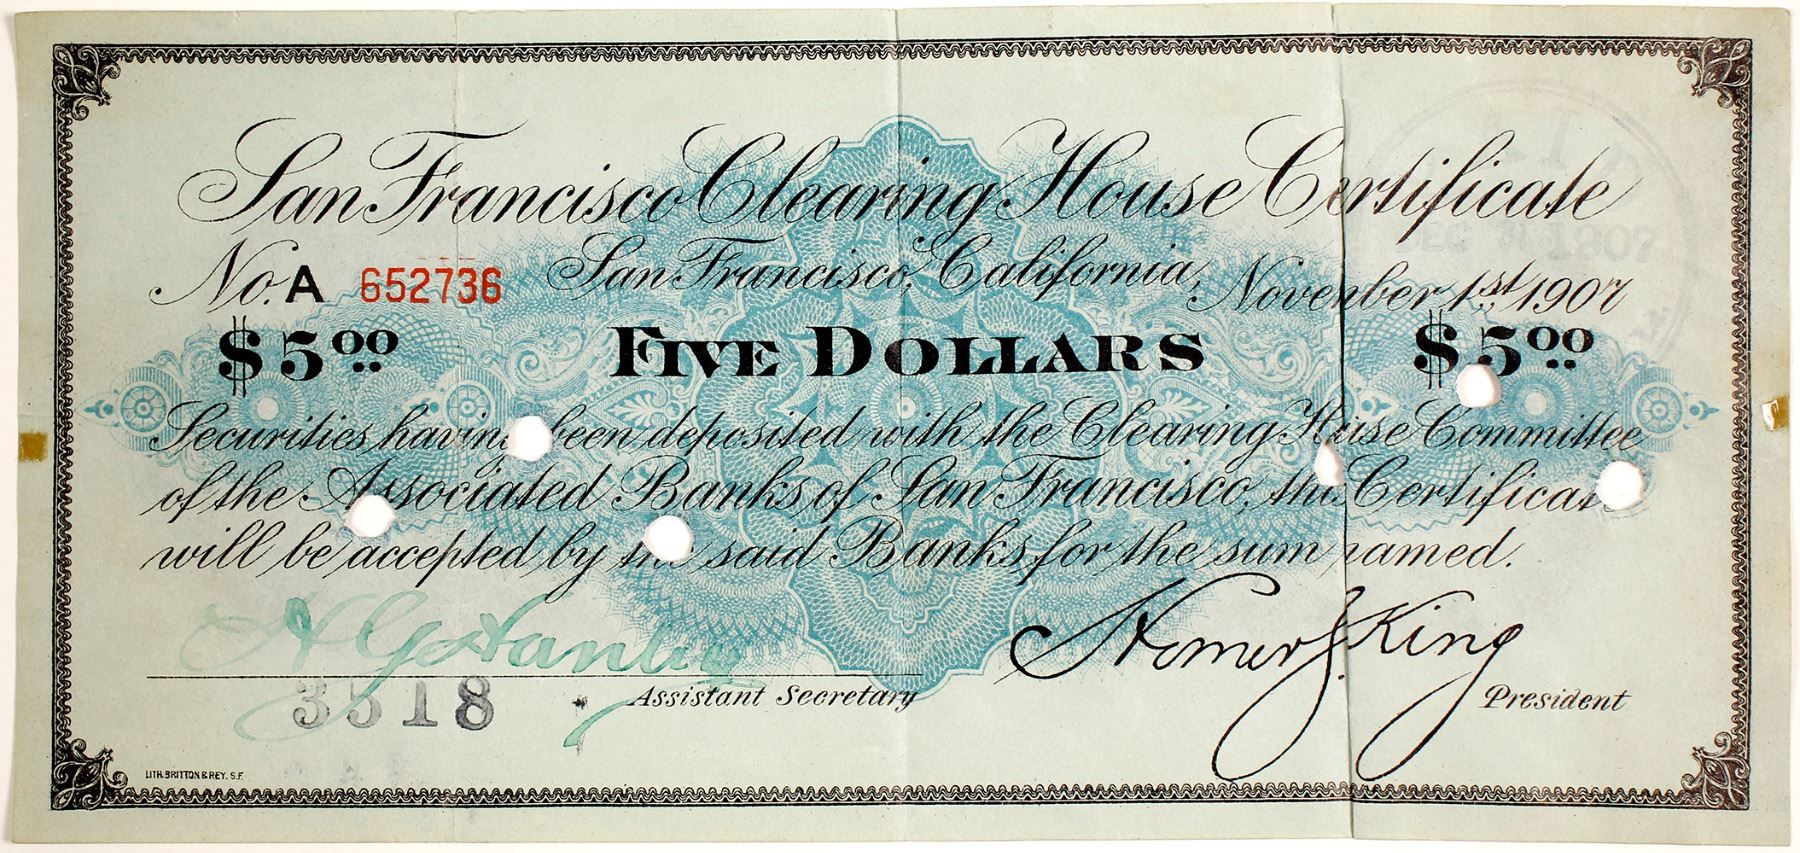 San Francisco Clearing House Certificate
No. A 652736 San Francisco, California, November 1st 1907
$5.00 FIVE DOLLARS $5.00
Securities having been deposited with the Clearing House Committee
of the Associated Banks of San Francisco, this Certificate
will be accepted by the said Banks for the sum named.
Homer S. King
3518 Assistant Secretary President
LITH. BRITTON & REY. S.F.